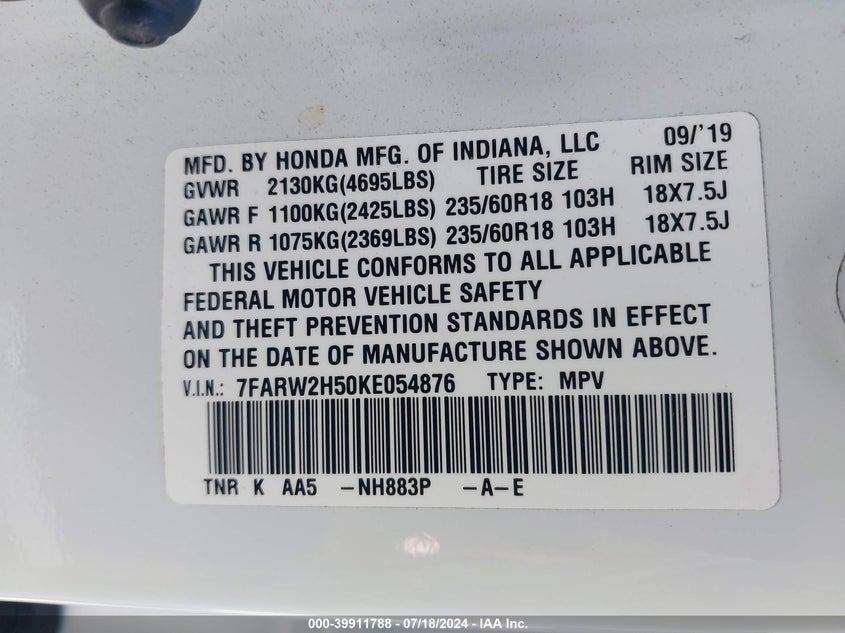 MFD. BY HONDA MFG. OF INDIANA, LLC 09/'19
GVWR 2130KG(4695LBS) TIRE SIZE RIM SIZE
GAWR F 1100KG(2425LBS) 235/60R18 103H 18X7.5J
GAWR R 1075KG(2369LBS) 235/60R18 103H 18X7.5J
THIS VEHICLE CONFORMS TO ALL APPLICABLE
FEDERAL MOTOR VEHICLE SAFETY
AND THEFT PREVENTION STANDARDS IN EFFECT
ON THE DATE OF MANUFACTURE SHOWN ABOVE.
V.I.N.: 7FARW2H50KE054876 TYPE: MPV
TNR K AA5 -NH883P -A-E
000-39911788 - 07/18/2024 - IAA Inc.